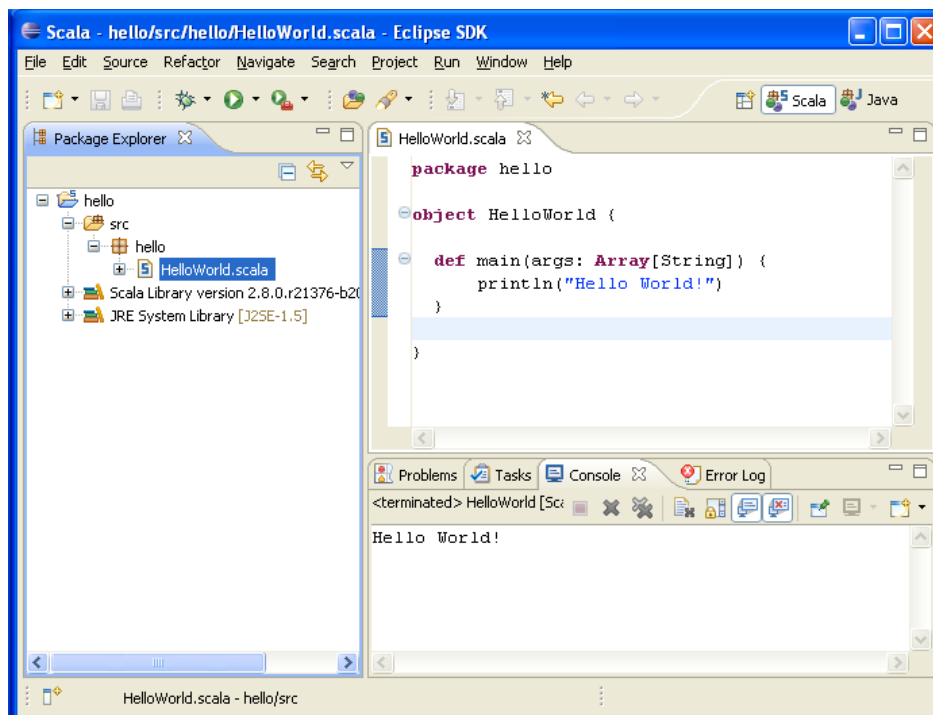 Scala - hello/src/hello/HelloWorld.scala - Eclipse SDK
File Edit Source Refactor Navigate Search Project Run Window Help
Scala Java
Package Explorer
hello
src
hello
HelloWorld.scala
Scala Library version 2.8.0.r21376-b20
JRE System Library [J2SE-1.5]
HelloWorld.scala
package hello
object HelloWorld {
def main(args: Array[String]) {
println("Hello World!")
}
}
Problems Tasks Console Error Log
<terminated> HelloWorld [Sca
Hello World!
HelloWorld.scala - hello/src